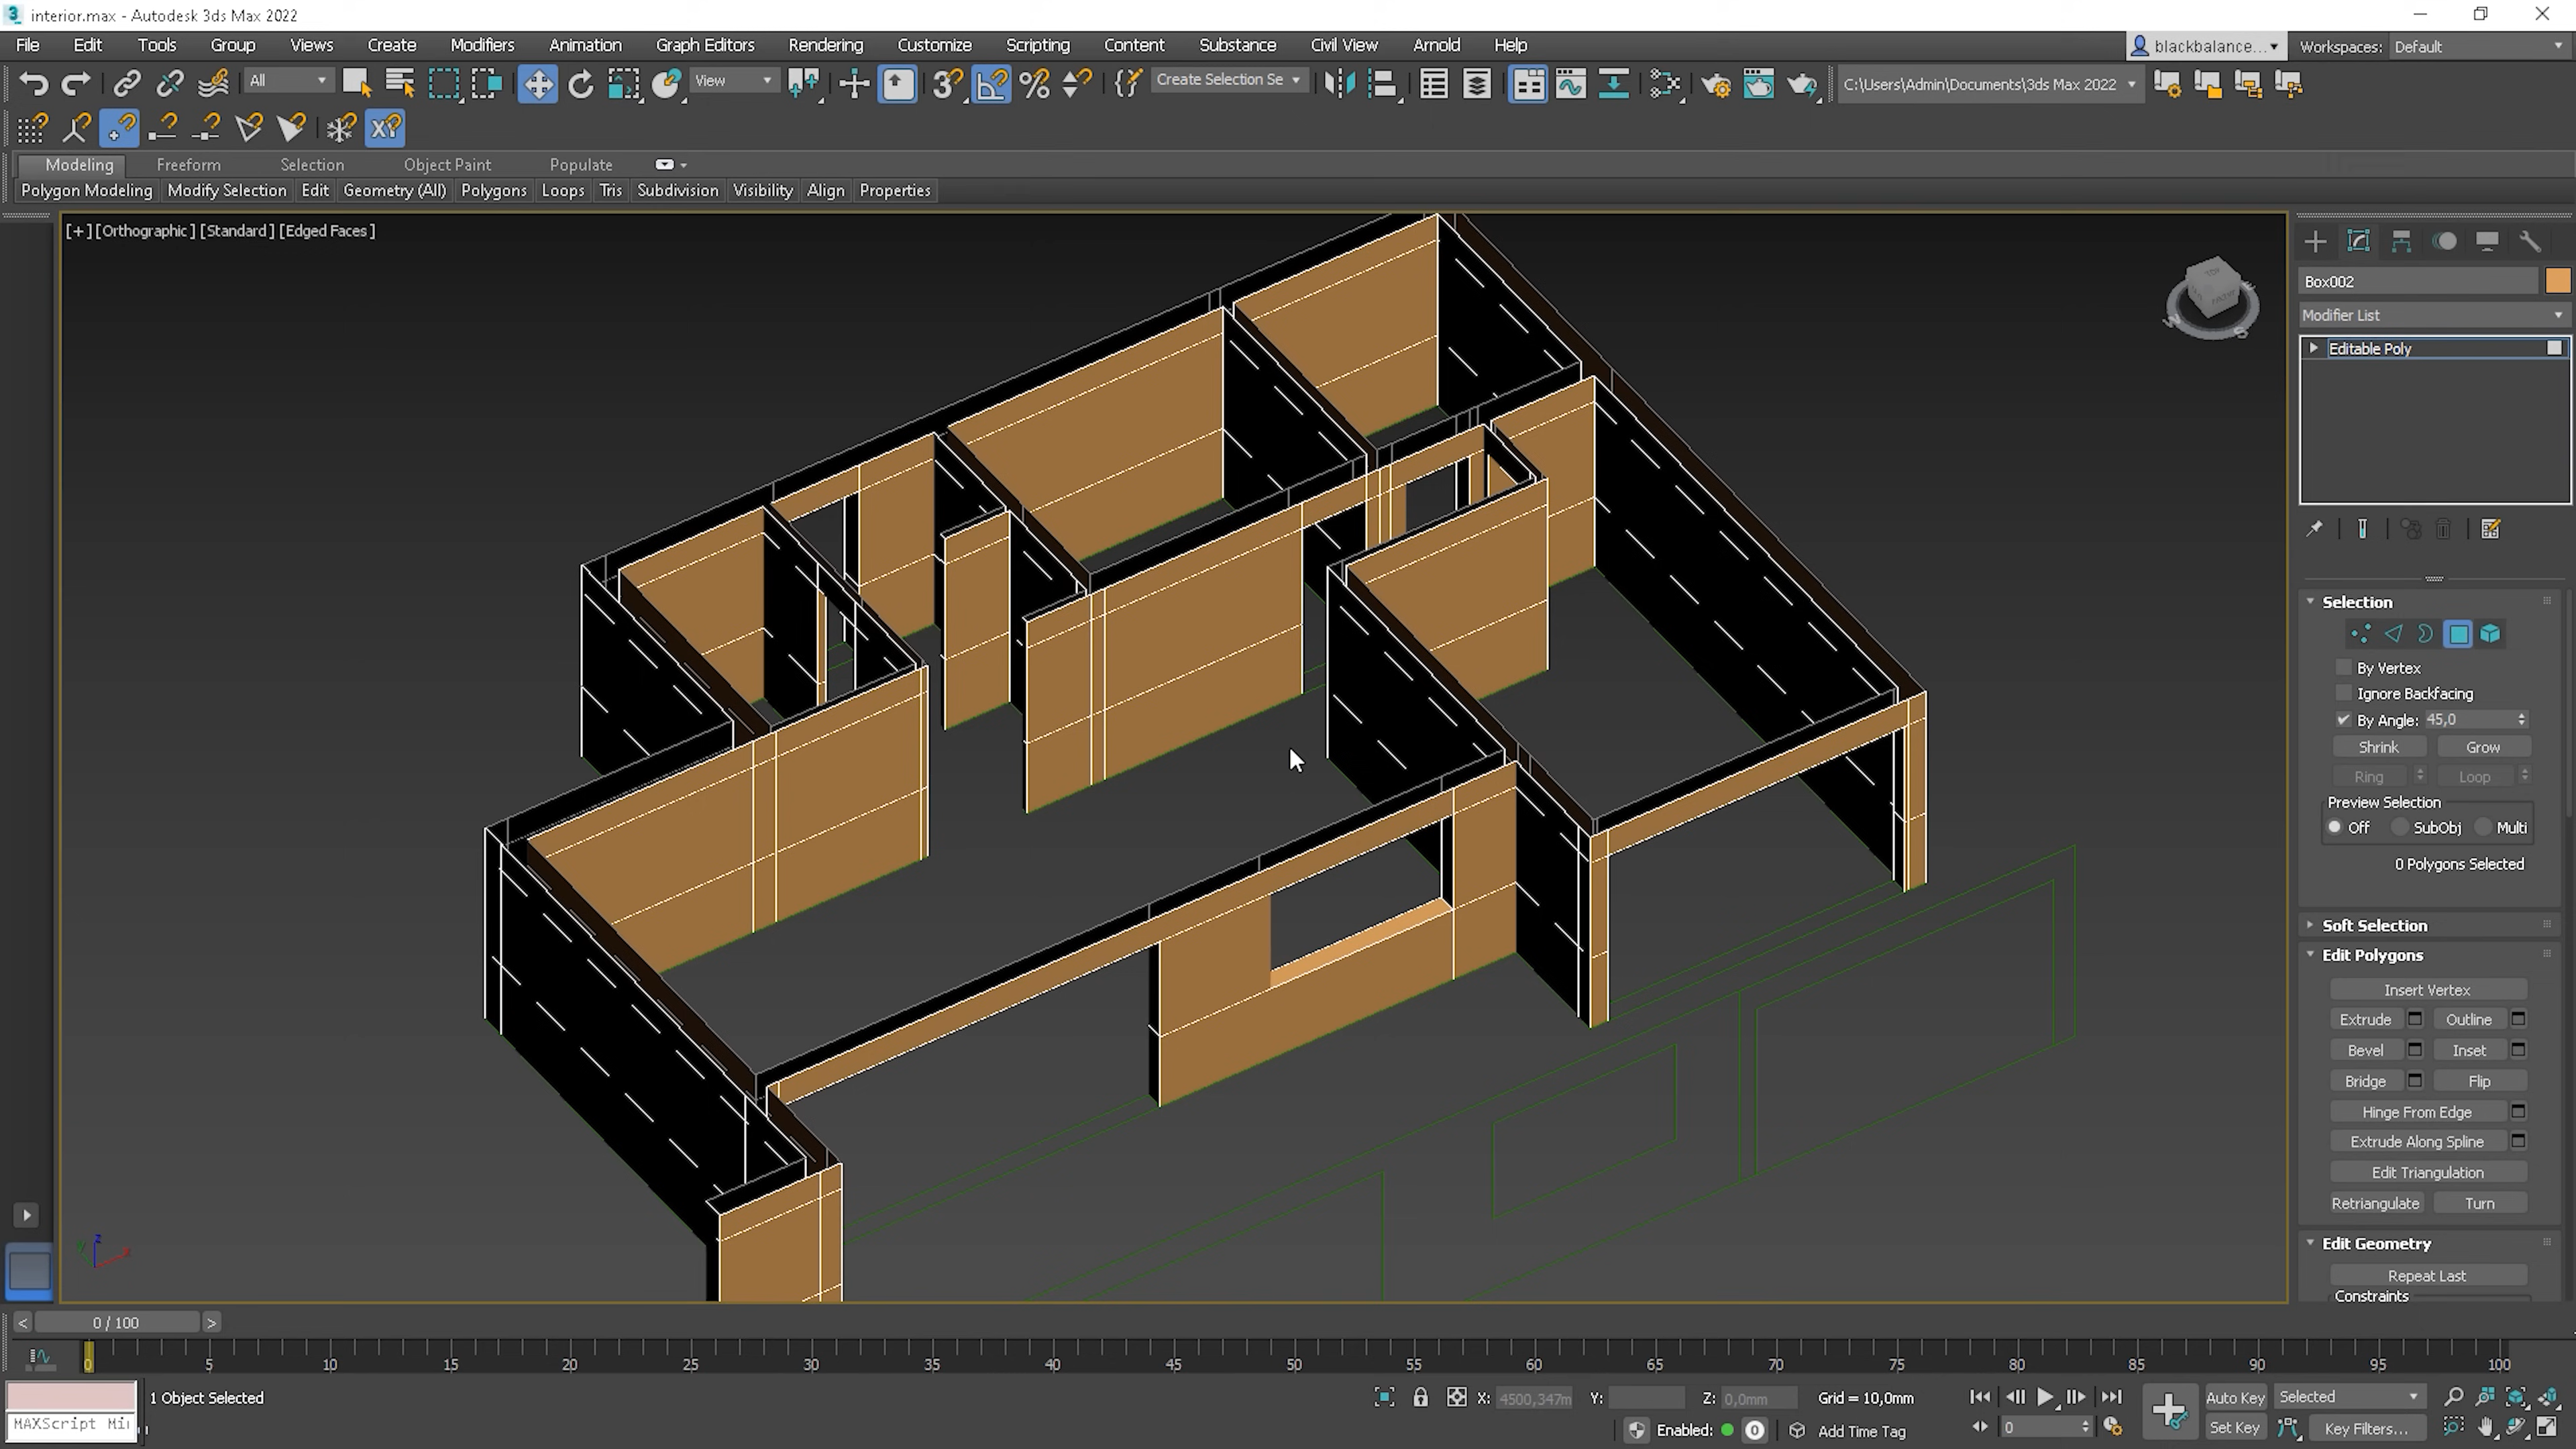 interior.max - Autodesk 3ds Max 2022
File Edit Tools Group Views Create Modifiers Animation Graph Editors Rendering Customize Scripting Content Substance Civil View Arnold Help
blackbalance... Workspaces: Default
All View Create Selection Se C:\Users\Admin\Documents\3ds Max 2022
Modeling Freeform Selection Object Paint Populate
Polygon Modeling Modify Selection Edit Geometry (All) Polygons Loops Tris Subdivision Visibility Align Properties
[+] [Orthographic] [Standard] [Edged Faces]
Box002
Modifier List
Editable Poly
Selection
By Vertex
Ignore Backfacing
By Angle: 45,0
Shrink Grow
Ring Loop
Preview Selection
Off SubObj Multi
0 Polygons Selected
Soft Selection
Edit Polygons
Insert Vertex
Extrude Outline
Bevel Inset
Bridge Flip
Hinge From Edge
Extrude Along Spline
Edit Triangulation
Retriangulate Turn
Edit Geometry
Repeat Last
Constraints
< 0 / 100 >
0 5 10 15 20 25 30 35 40 45 50 55 60 65 70 75 80 85 90 95 100
1 Object Selected X: 4500,347m Y: Z: 0,0mm Grid = 10,0mm Auto Key Selected
MAXScript Mi Enabled: 0 Add Time Tag 0 Set Key Key Filters...